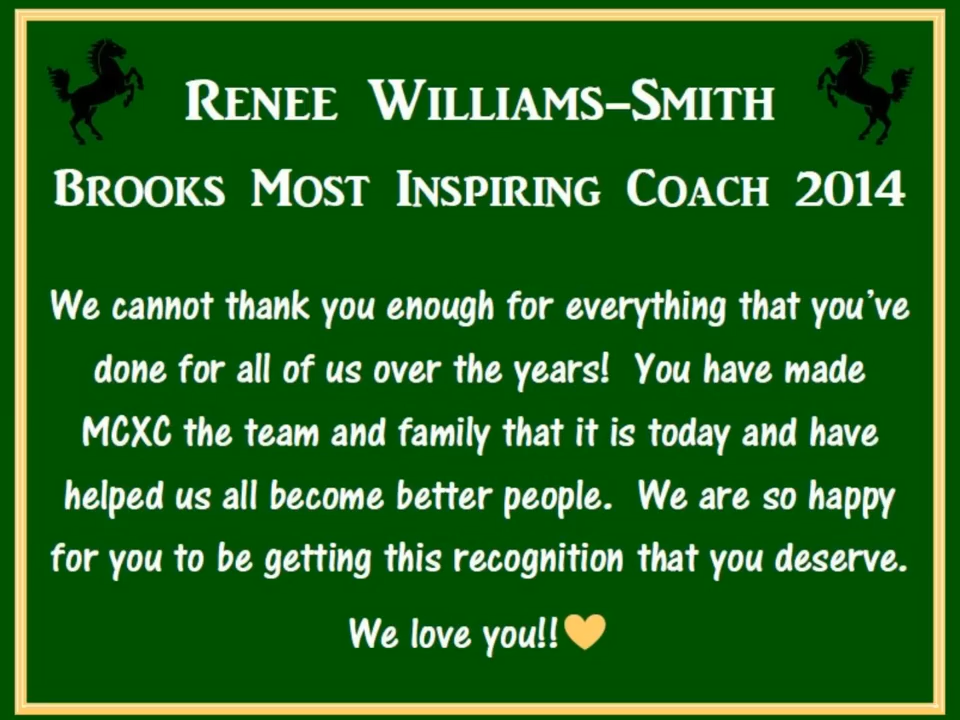 Renee Williams-Smith
Brooks Most Inspiring Coach 2014
We cannot thank you enough for everything that you've
done for all of us over the years! You have made
MCXC the team and family that it is today and have
helped us all become better people. We are so happy
for you to be getting this recognition that you deserve.
We love you!!